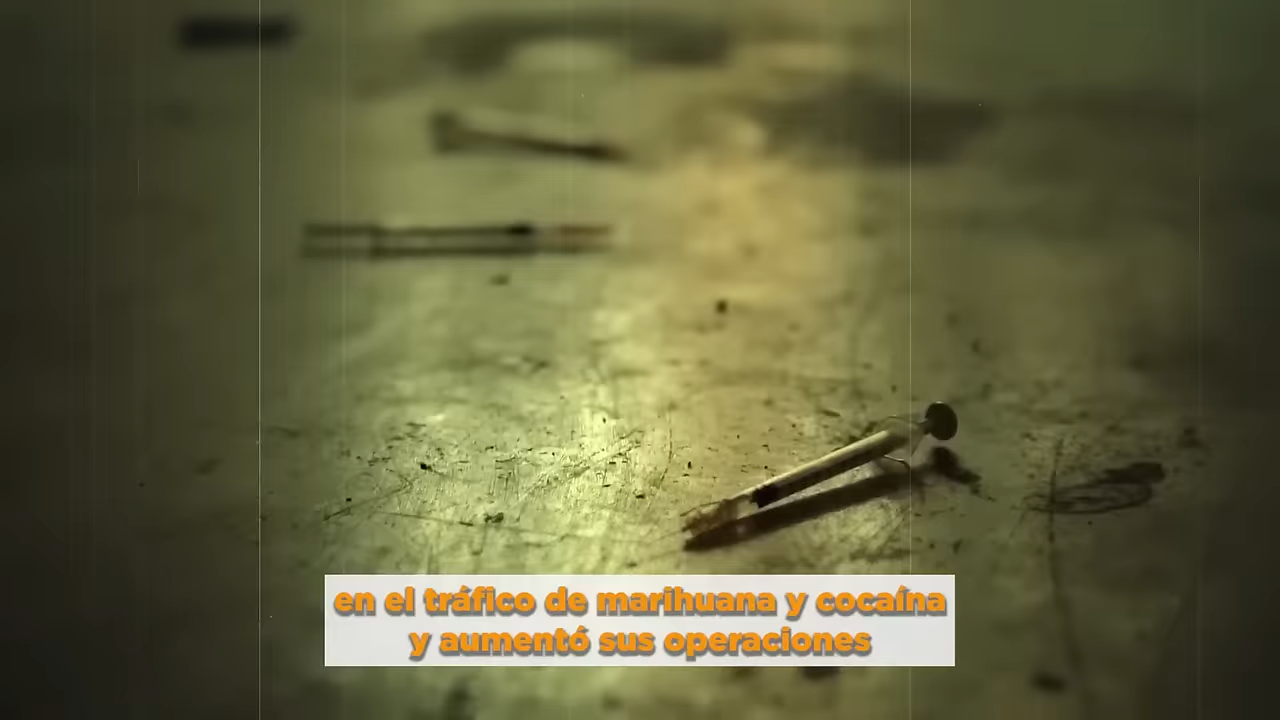 en el tráfico de marihuana y cocaína
y aumentó sus operaciones